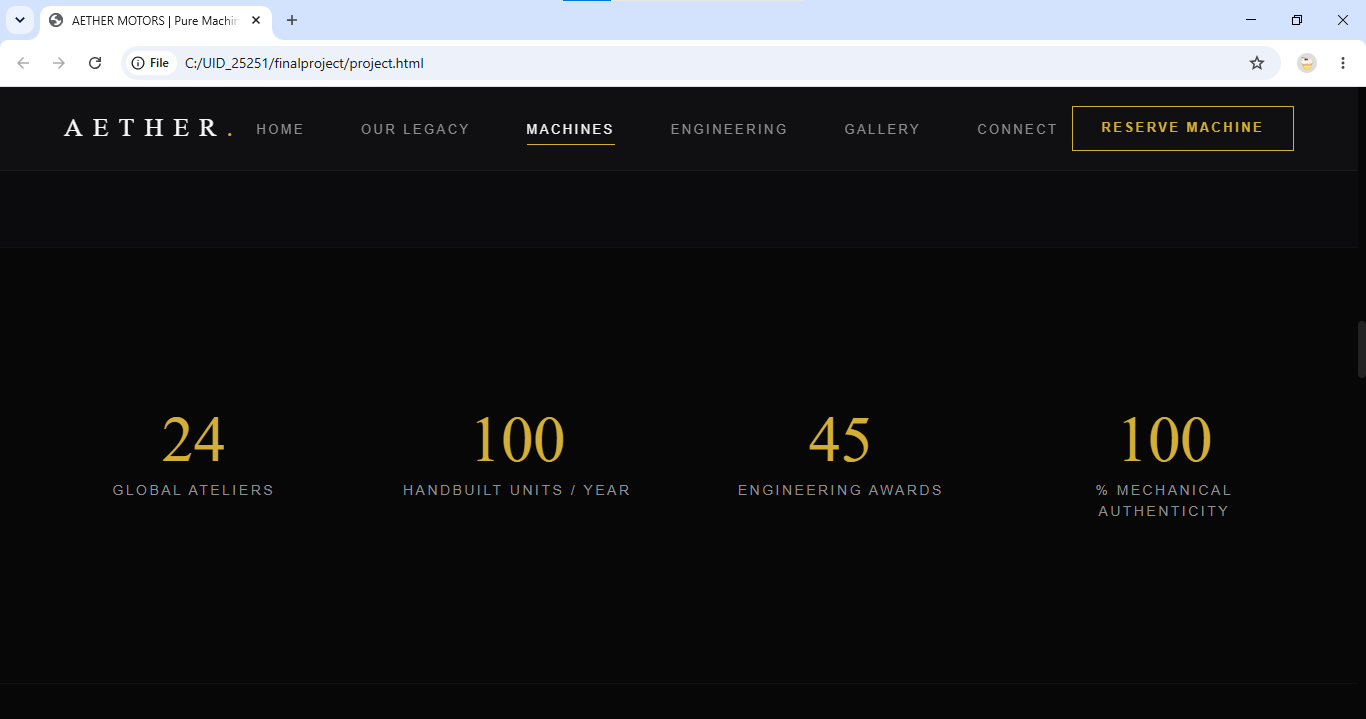 AETHER MOTORS | Pure Machin
File
C:/UID_25251/finalproject/project.html
AETHER.
HOME
OUR LEGACY
MACHINES
ENGINEERING
GALLERY
CONNECT
RESERVE MACHINE
24
GLOBAL ATELIERS
100
HANDBUILT UNITS / YEAR
45
ENGINEERING AWARDS
100
% MECHANICAL
AUTHENTICITY